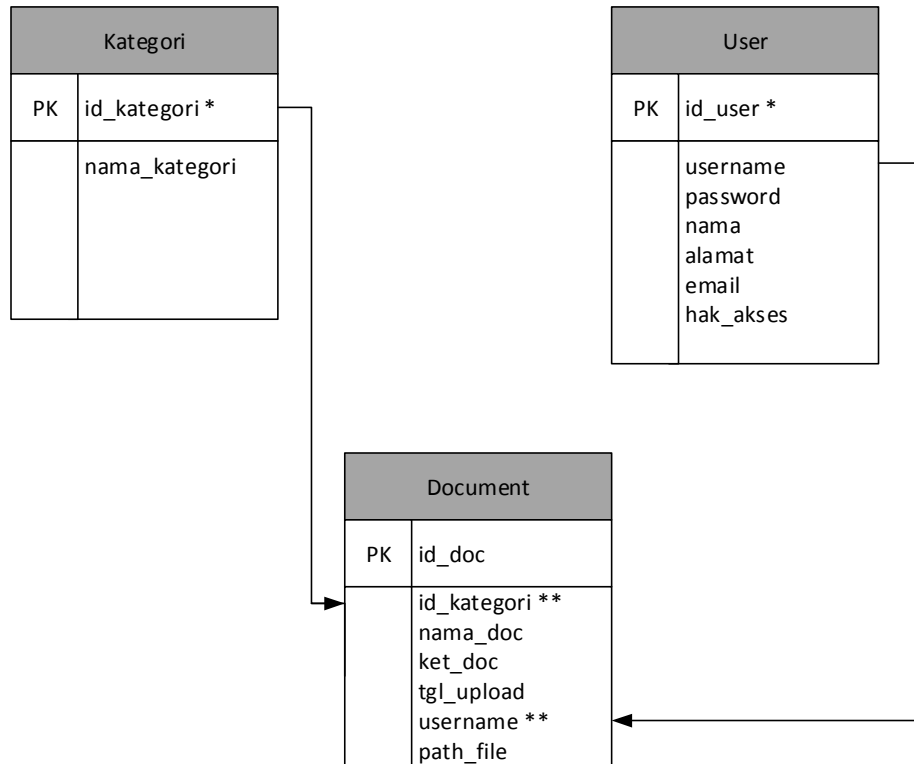 Kategori
PK id_kategori *
nama_kategori
User
PK id_user *
username
password
nama
alamat
email
hak_akses
Document
PK id_doc
id_kategori **
nama_doc
ket_doc
tgl_upload
username **
path_file